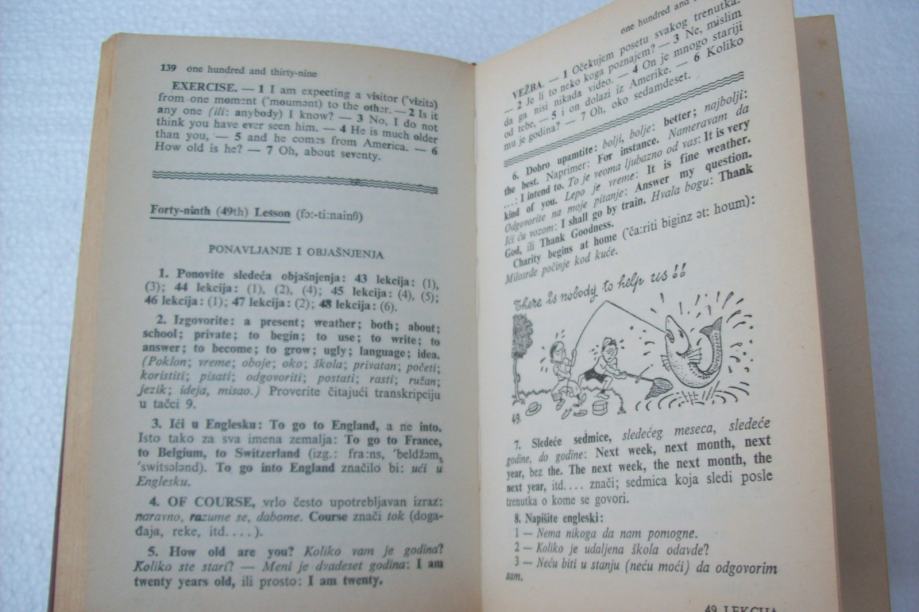 139 one hundred and thirty-nine
EXERCISE. — 1 I am expecting a visitor ('vizitə)
from one moment ('moumənt) to the other. — 2 Is it
any one (ili: anybody) I know? — 3 No, I do not
think you have ever seen him. — 4 He is much older
than you, — 5 and he comes from America. — 6
How old is he? — 7 Oh, about seventy.
Forty-ninth (49th) Lesson (fɔ:-ti:nainθ)
PONAVLJANJE I OBJAŠNJENJA
1. Ponovite sledeća objašnjenja: 43 lekcija: (1),
(3); 44 lekcija: (1), (2), (4); 45 lekcija: (4), (5);
46 lekcija: (1); 47 lekcija: (2); 48 lekcija: (6).
2. Izgovorite: a present; weather; both; about;
school; private; to begin; to use; to write; to
answer; to become; to grow; ugly; language; idea.
(Poklon; vreme; oboje; oko; škola; privatan; početi;
koristiti; pisati; odgovoriti; postati; rasti; ružan;
jezik; ideja, misao.) Proverite čitajući transkripciju
u tački 9.
3. Ići u Englesku: To go to England, a ne into.
Isto tako za sva imena zemalja: To go to France,
to Belgium, to Switzerland (izg.: fra:ns, 'beldžəm,
'switsələnd). To go into England značilo bi: ući u
Englesku.
4. OF COURSE, vrlo često upotrebljavan izraz:
naravno, razume se, dabome. Course znači tok (doga-
đaja, reke, itd. . . . ).
5. How old are you? Koliko vam je godina?
Koliko ste stari? — Meni je dvadeset godina: I am
twenty years old, ili prosto: I am twenty.
one hundred and
VEŽBA. — 1 Očekujem posetu svakog trenutka.
— 2 Je li to neko koga poznajem? — 3 Ne, mislim
da ga nisi nikada video. — 4 On je mnogo stariji
od tebe, — 5 i on dolazi iz Amerike. — 6 Koliko
mu je godina? — 7 Oh, oko sedamdeset.
6. Dobro upamtite: bolji, bolje: better; najbolji:
the best. Naprimer: For instance. Nameravam da
...: I intend to. To je veoma ljubazno od vas: It is very
kind of you. Lepo je vreme: It is fine weather.
Odgovorite na moje pitanje: Answer my question.
Ići ću vozom: I shall go by train. Hvala bogu: Thank
God, ili Thank Goodness.
Charity begins at home ('ča:riti biginz ət: houm):
Milosrđe počinje kod kuće.
There is nobody to help us!!
49
7. Sledeće sedmice, sledećeg meseca, sledeće
godine, do godine: Next week, next month, next
year, bez the. The next week, the next month, the
next year, itd. . . . znači; sedmica koja sledi posle
trenutka o kome se govori.
8. Napišite engleski:
1 — Nema nikoga da nam pomogne.
2 — Koliko je udaljena škola odavde?
3 — Neću biti u stanju (neću moći) da odgovorim
sam.
49 LEKCIJA